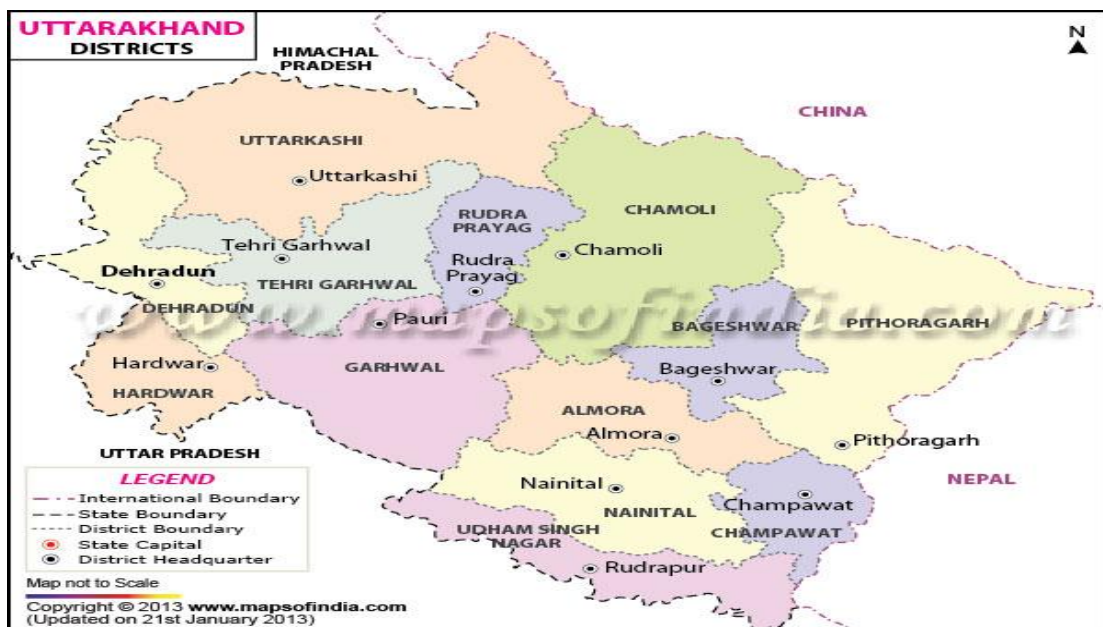 UTTARAKHAND
DISTRICTS
N
HIMACHAL
PRADESH
CHINA
UTTARKASHI
Uttarkashi
RUDRA
PRAYAG
CHAMOLI
Tehri Garhwal
Chamoli
Rudra
Prayag
Dehradun
TEHRI GARHWAL
DEHRADUN
www.mapsofindia.com
Pauri
BAGESHWAR
PITHORAGARH
Hardwar
GARHWAL
Bageshwar
HARDWAR
ALMORA
Almora
Pithoragarh
UTTAR PRADESH
NEPAL
Nainital
Champawat
NAINITAL
UDHAM SINGH
NAGAR
CHAMPAWAT
Rudrapur
LEGEND
International Boundary
State Boundary
District Boundary
State Capital
District Headquarter
Map not to Scale
Copyright © 2013 www.mapsofindia.com
(Updated on 21st January 2013)